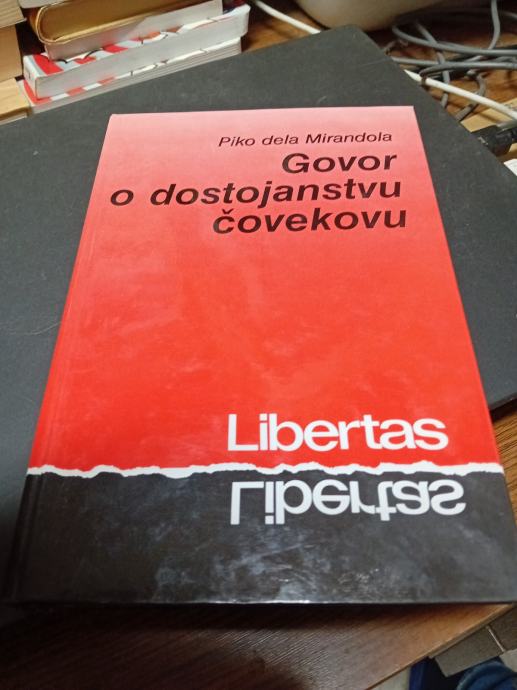 Piko dela Mirandola
Govor
o dostojanstvu
čovekovu
Libertas
Libertas